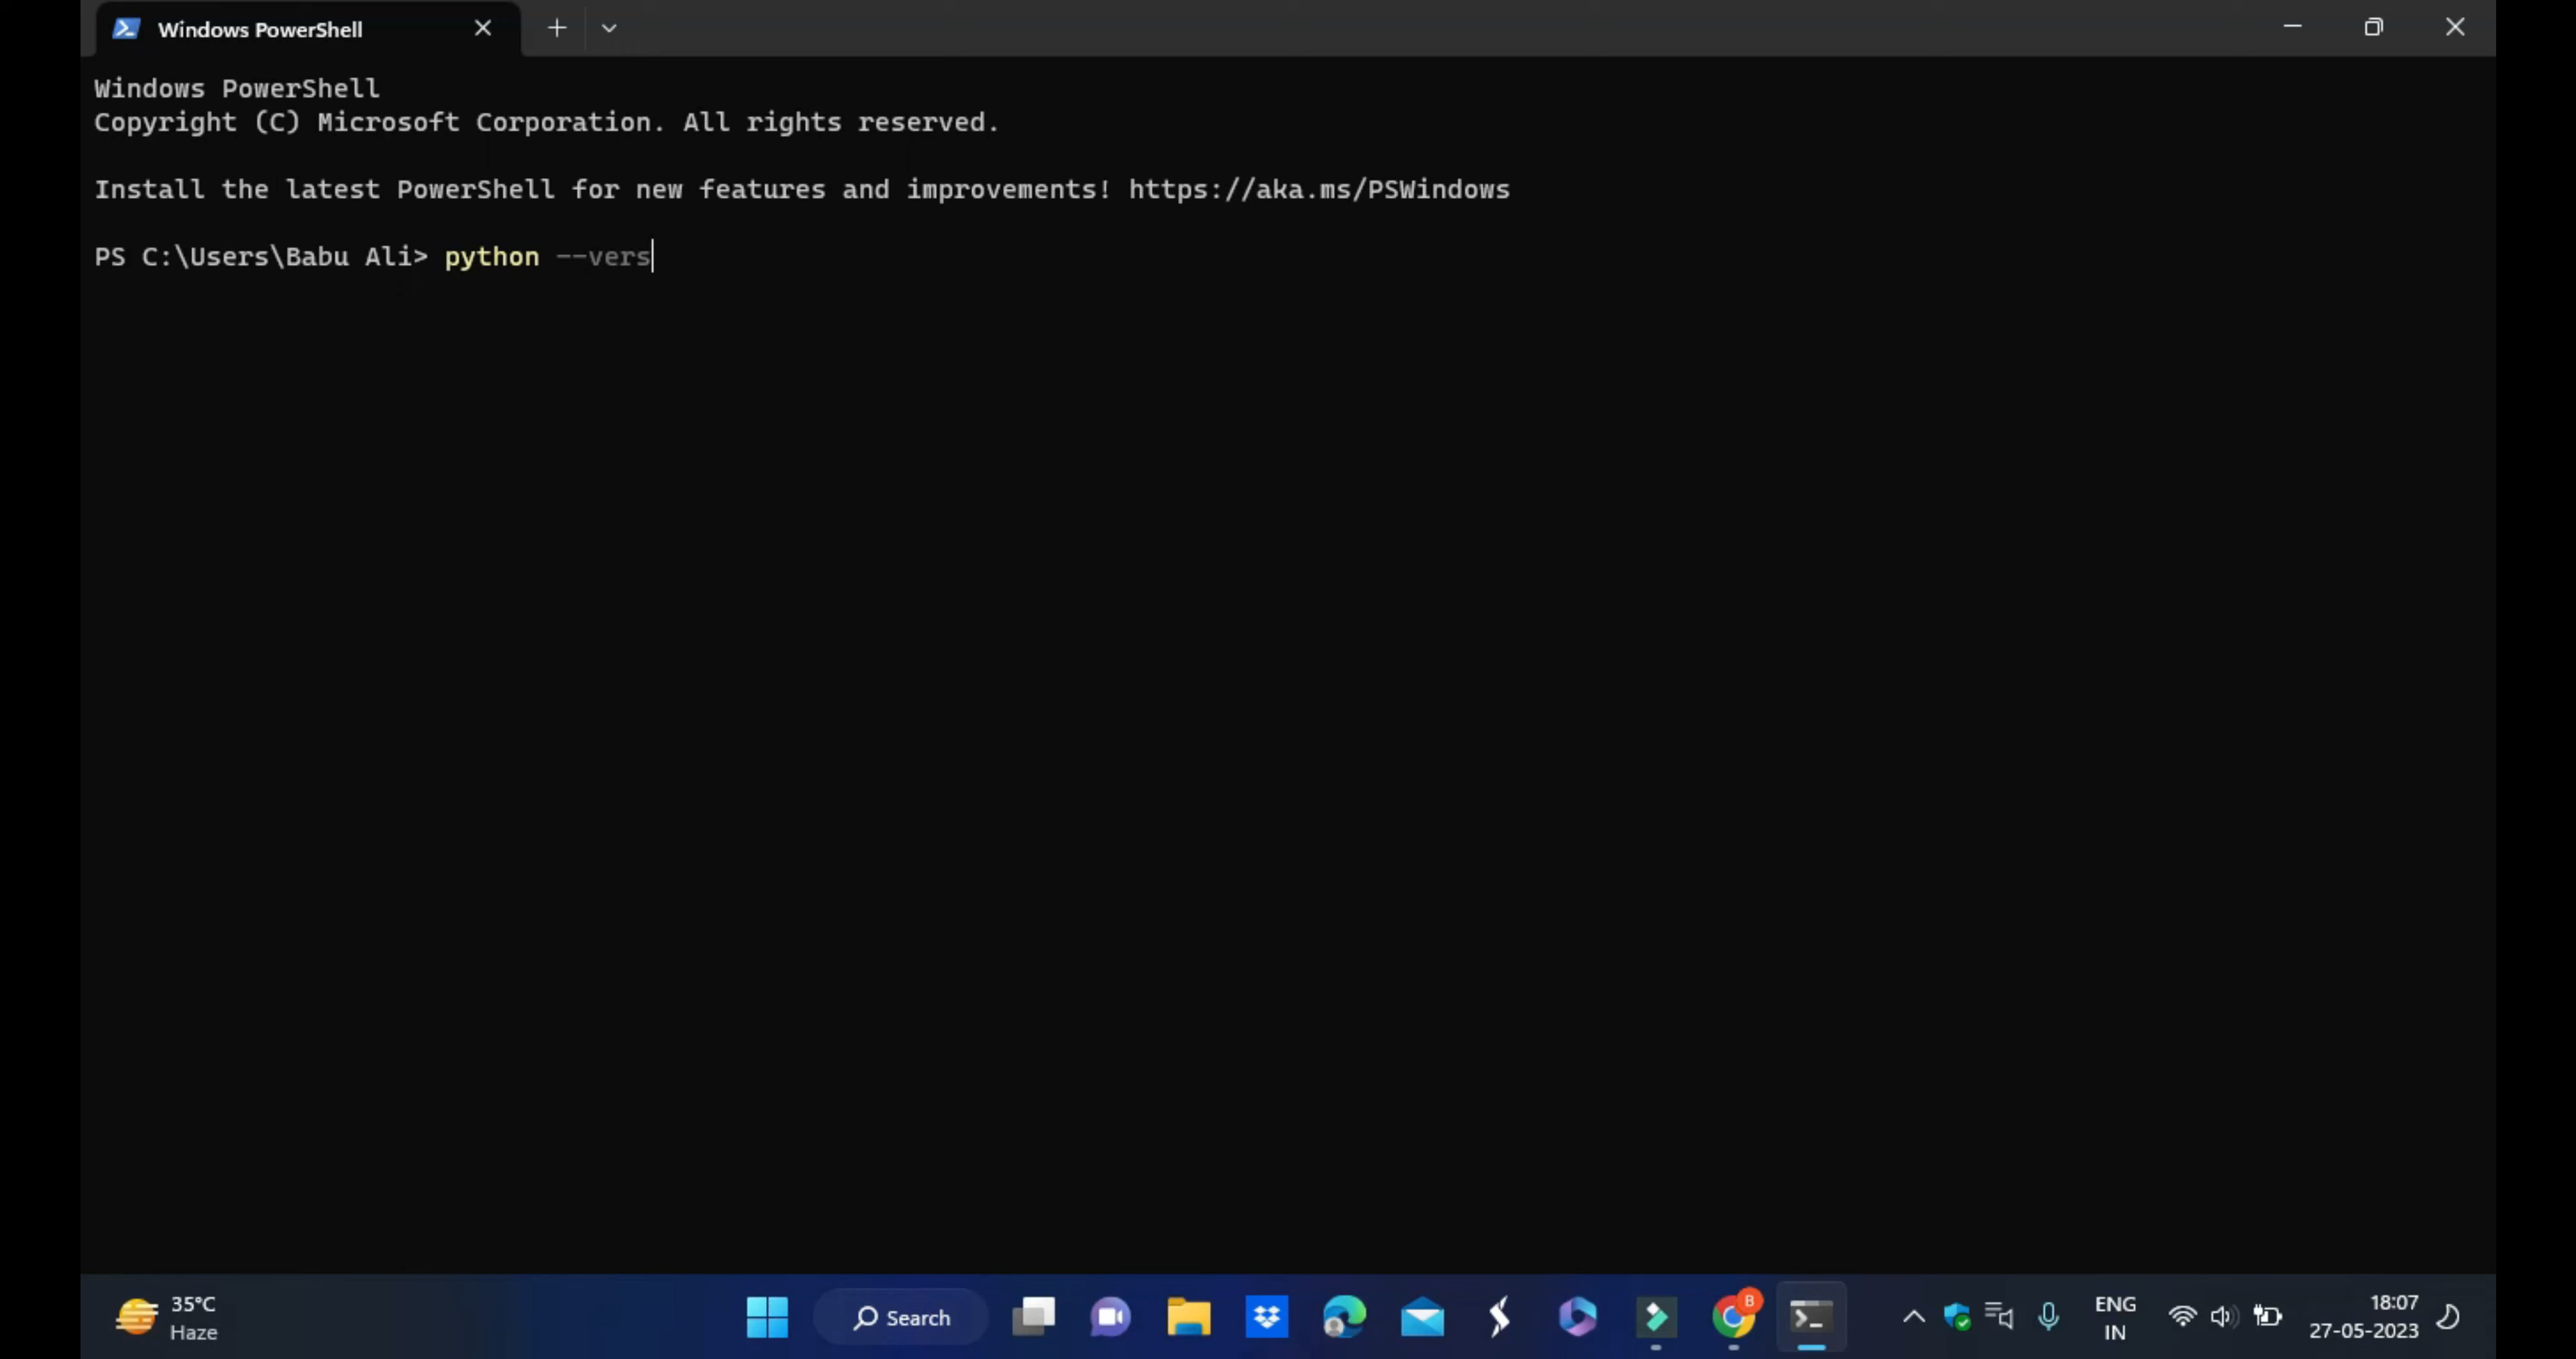 Windows PowerShell
Windows PowerShell
Copyright (C) Microsoft Corporation. All rights reserved.
Install the latest PowerShell for new features and improvements! https://aka.ms/PSWindows
PS C:\Users\Babu Ali> python --vers
35°C
Haze
Search
B
ENG
IN
18:07
27-05-2023